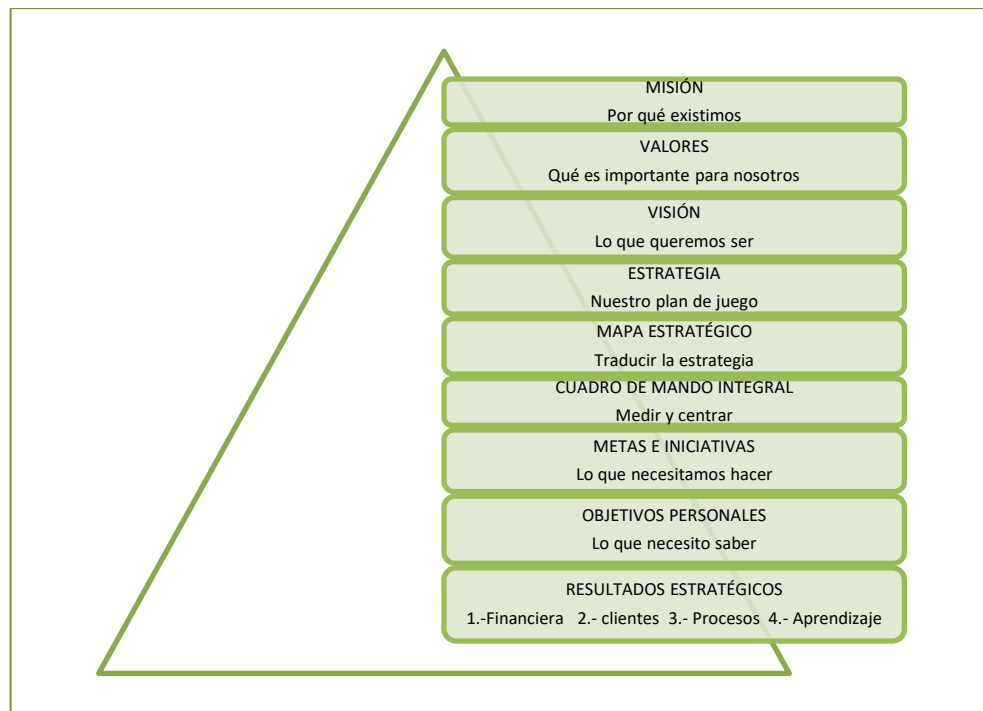 MISIÓN
Por qué existimos
VALORES
Qué es importante para nosotros
VISIÓN
Lo que queremos ser
ESTRATEGIA
Nuestro plan de juego
MAPA ESTRATÉGICO
Traducir la estrategia
CUADRO DE MANDO INTEGRAL
Medir y centrar
METAS E INICIATIVAS
Lo que necesitamos hacer
OBJETIVOS PERSONALES
Lo que necesito saber
RESULTADOS ESTRATÉGICOS
1.-Financiera 2.- clientes 3.- Procesos 4.- Aprendizaje